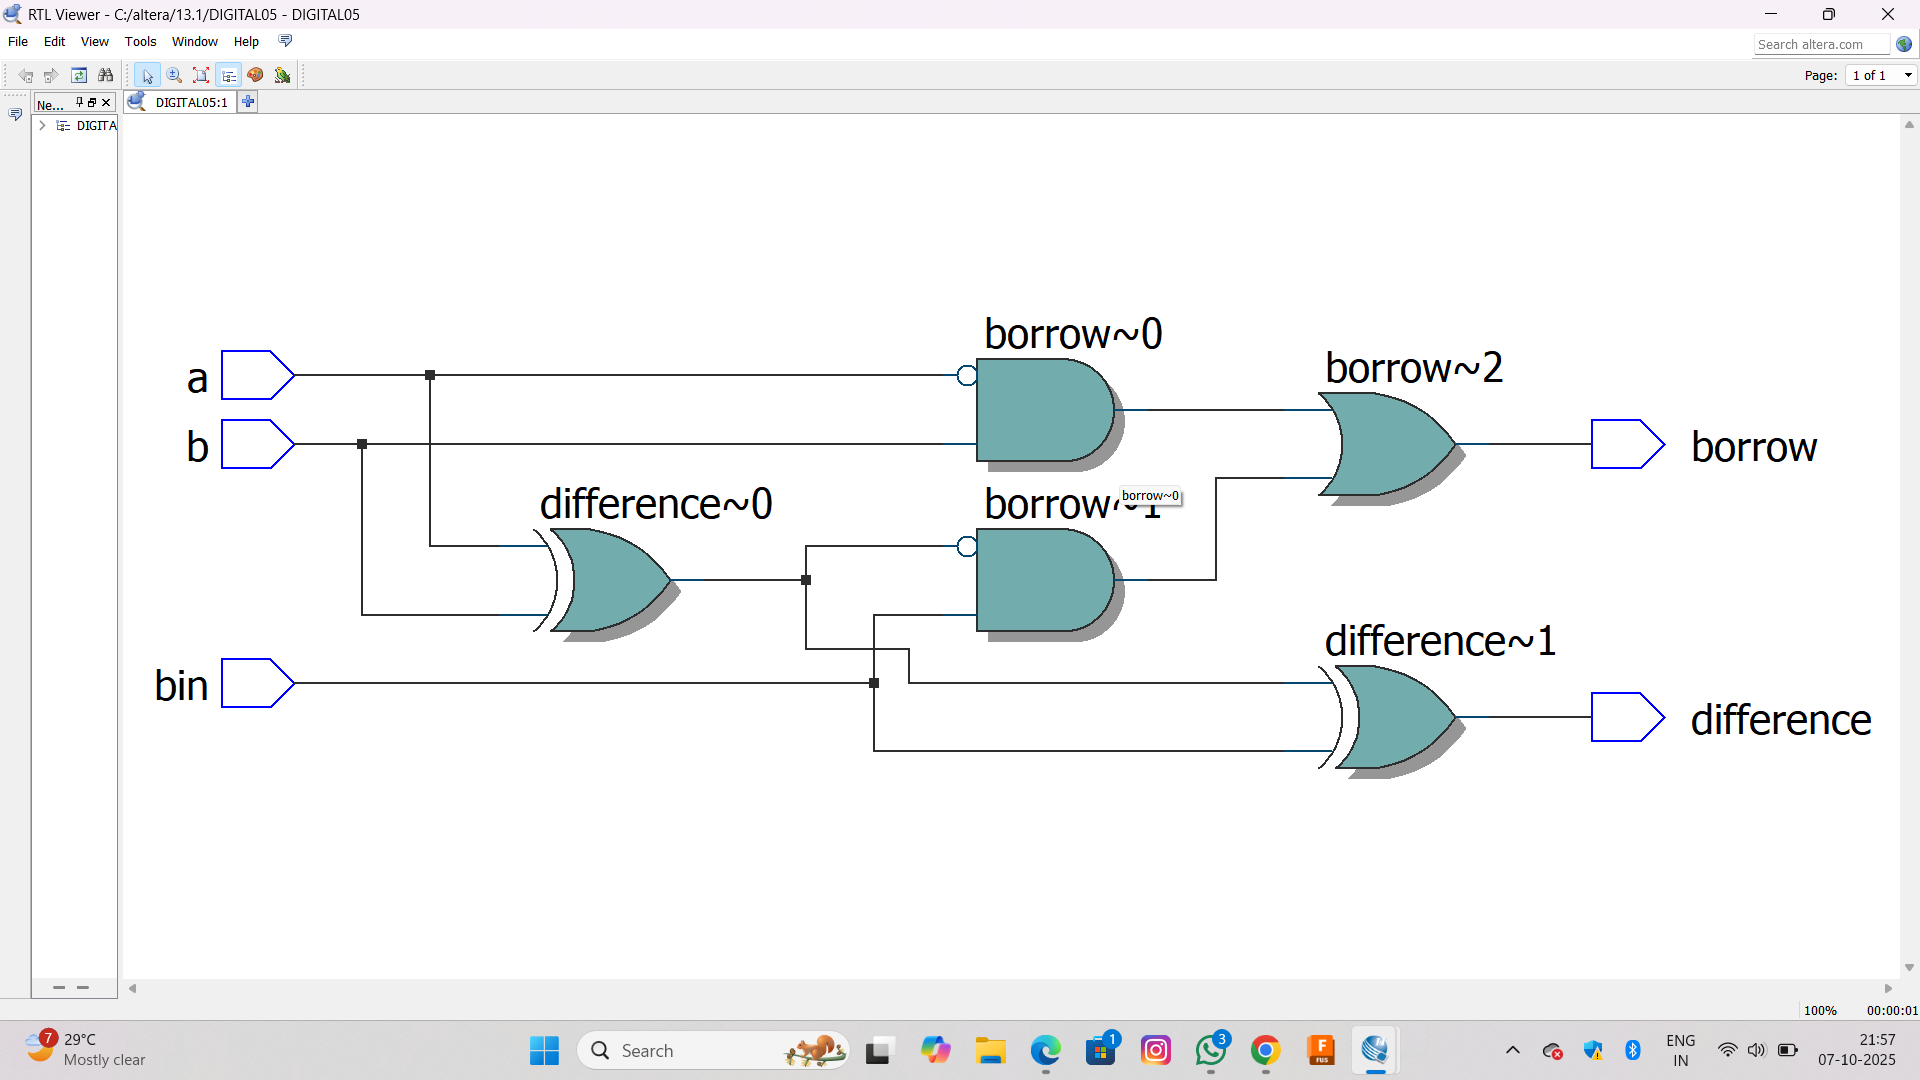 RTL Viewer - C:/altera/13.1/DIGITAL05 - DIGITAL05
File Edit View Tools Window Help
Search altera.com
Page: 1 of 1
Ne...
DIGITAL05:1
DIGITA
borrow~0
borrow~2
a
b
borrow
difference~0
borrow~1
borrow~0
difference~1
bin
difference
100% 00:00:01
7
29°C
Mostly clear
Search
1
3
F
FUS
ENG
IN
21:57
07-10-2025